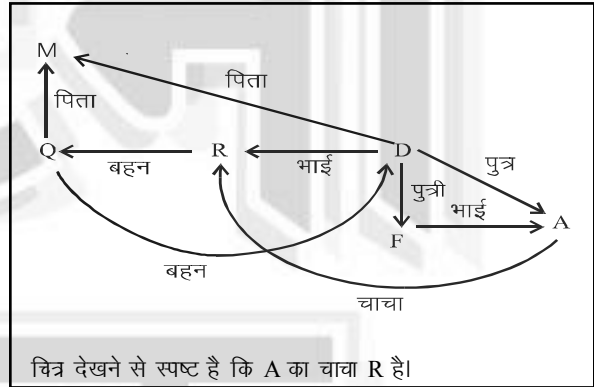 M
पिता
पिता
Q
बहन
R
भाई
D
पुत्र
पुत्री
भाई
F
A
बहन
चाचा
चित्र देखने से स्पष्ट है कि A का चाचा R है।